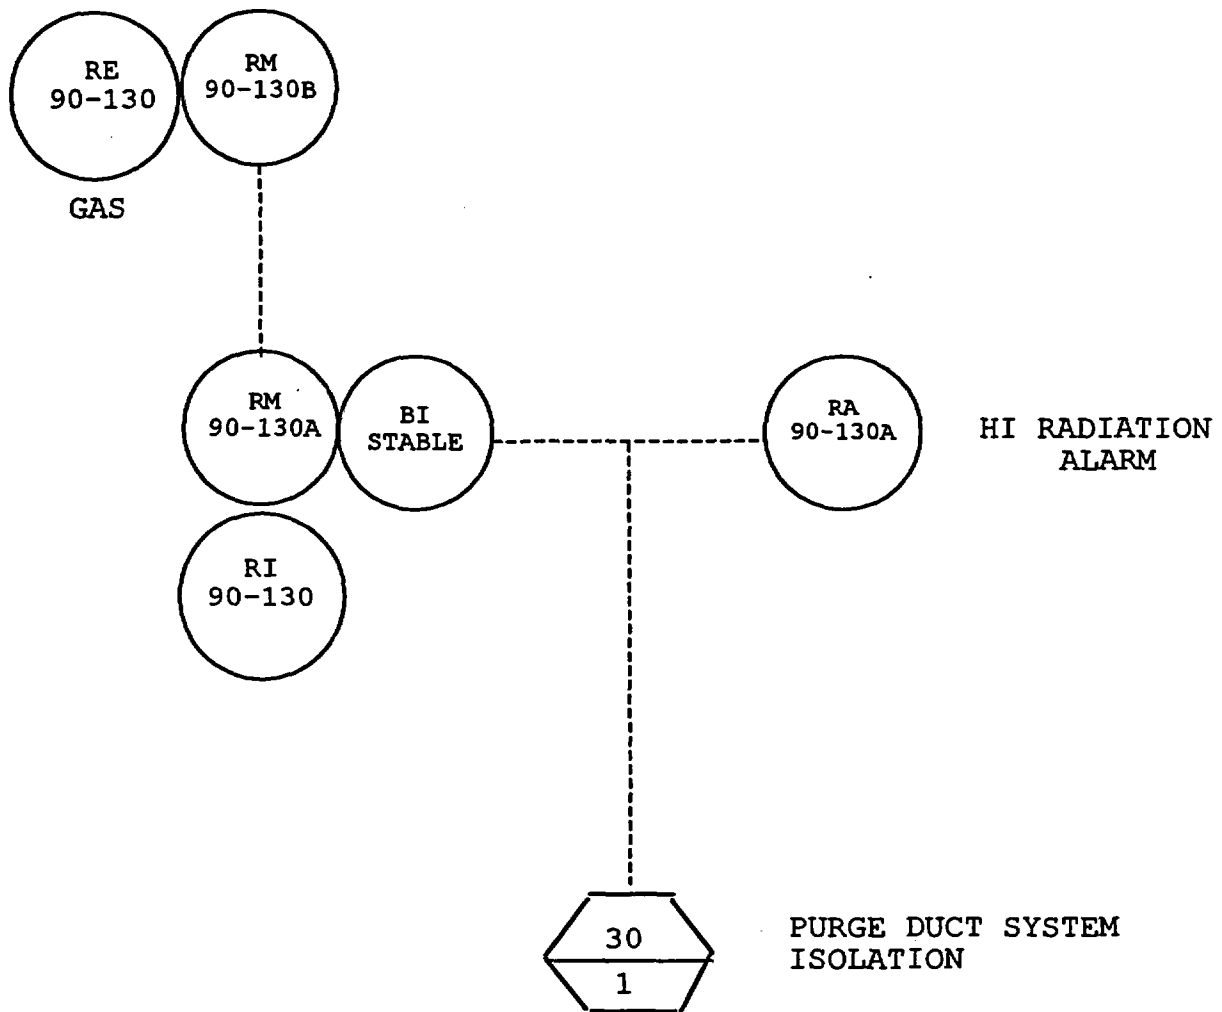 RE
90-130
RM
90-130B
GAS
RM
90-130A
BI
STABLE
RA
90-130A
HI RADIATION
ALARM
RI
90-130
30
1
PURGE DUCT SYSTEM
ISOLATION